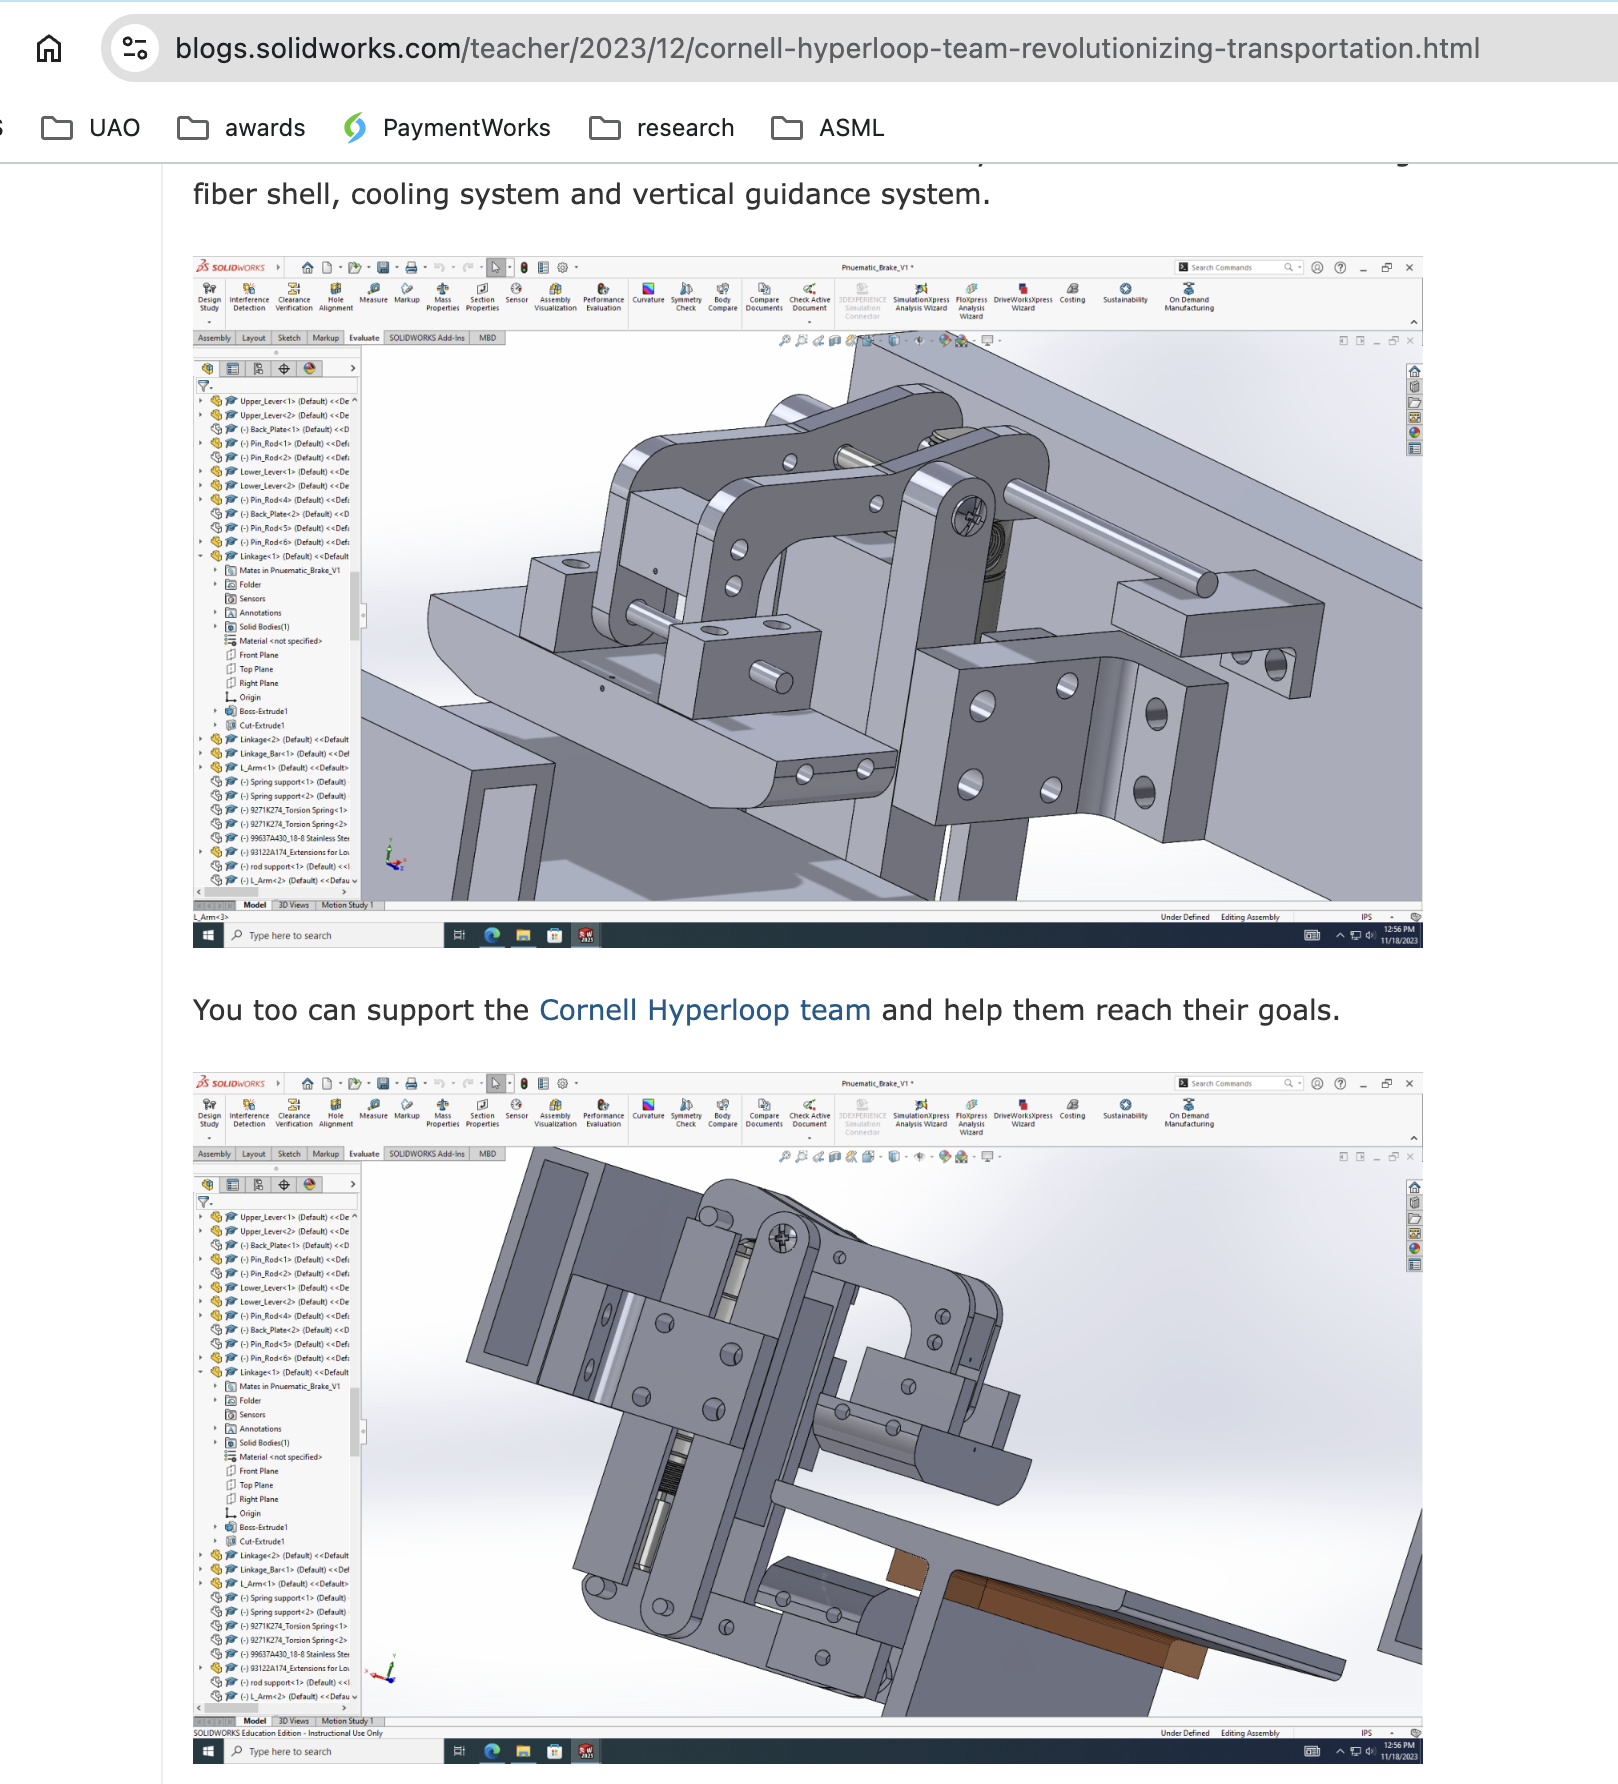 blogs.solidworks.com/teacher/2023/12/cornell-hyperloop-team-revolutionizing-transportation.html
UAO awards PaymentWorks research ASML
fiber shell, cooling system and vertical guidance system.
SOLIDWORKS
Pnuematic_Brake_V1 *
Search Commands
Design Study
Interference Detection
Clearance Verification
Hole Alignment
Measure
Markup
Mass Properties
Section Properties
Sensor
Assembly Visualization
Performance Evaluation
Curvature
Symmetry Check
Body Compare
Compare Documents
Check Active Document
3DEXPERIENCE Simulation Connector
SimulationXpress Analysis Wizard
FloXpress Analysis Wizard
DriveWorksXpress Wizard
Costing
Sustainability
On Demand Manufacturing
Assembly Layout Sketch Markup Evaluate SOLIDWORKS Add-Ins MBD
Upper_Lever<1> (Default) <<De
Upper_Lever<2> (Default) <<De
(-) Back_Plate<1> (Default) <<D
(-) Pin_Rod<1> (Default) <<Defa
(-) Pin_Rod<2> (Default) <<Defa
Lower_Lever<1> (Default) <<De
Lower_Lever<2> (Default) <<De
(-) Pin_Rod<4> (Default) <<Defa
(-) Back_Plate<2> (Default) <<D
(-) Pin_Rod<5> (Default) <<Defa
(-) Pin_Rod<6> (Default) <<Defa
Linkage<1> (Default) <<Default
Mates in Pnuematic_Brake_V1
Folder
Sensors
Annotations
Solid Bodies(1)
Material <not specified>
Front Plane
Top Plane
Right Plane
Origin
Boss-Extrude1
Cut-Extrude1
Linkage<2> (Default) <<Default
Linkage_Bar<1> (Default) <<Def
L_Arm<1> (Default) <<Default>
(-) Spring support<1> (Default)
(-) Spring support<2> (Default)
(-) 9271K274_Torsion Spring<1>
(-) 9271K274_Torsion Spring<2>
(-) 99637A430_18-8 Stainless Stee
(-) 93122A174_Extensions for Lo
(-) rod support<1> (Default) <<
(-) L_Arm<2> (Default) <<Defau
Model 3D Views Motion Study 1
L_Arm<3>
Under Defined Editing Assembly IPS
Type here to search
12:56 PM
11/18/2023
You too can support the Cornell Hyperloop team and help them reach their goals.
SOLIDWORKS
Pnuematic_Brake_V1 *
Search Commands
Design Study
Interference Detection
Clearance Verification
Hole Alignment
Measure
Markup
Mass Properties
Section Properties
Sensor
Assembly Visualization
Performance Evaluation
Curvature
Symmetry Check
Body Compare
Compare Documents
Check Active Document
3DEXPERIENCE Simulation Connector
SimulationXpress Analysis Wizard
FloXpress Analysis Wizard
DriveWorksXpress Wizard
Costing
Sustainability
On Demand Manufacturing
Assembly Layout Sketch Markup Evaluate SOLIDWORKS Add-Ins MBD
Upper_Lever<1> (Default) <<De
Upper_Lever<2> (Default) <<De
(-) Back_Plate<1> (Default) <<D
(-) Pin_Rod<1> (Default) <<Defa
(-) Pin_Rod<2> (Default) <<Defa
Lower_Lever<1> (Default) <<De
Lower_Lever<2> (Default) <<De
(-) Pin_Rod<4> (Default) <<Defa
(-) Back_Plate<2> (Default) <<D
(-) Pin_Rod<5> (Default) <<Defa
(-) Pin_Rod<6> (Default) <<Defa
Linkage<1> (Default) <<Default
Mates in Pnuematic_Brake_V1
Folder
Sensors
Annotations
Solid Bodies(1)
Material <not specified>
Front Plane
Top Plane
Right Plane
Origin
Boss-Extrude1
Cut-Extrude1
Linkage<2> (Default) <<Default
Linkage_Bar<1> (Default) <<Def
L_Arm<1> (Default) <<Default>
(-) Spring support<1> (Default)
(-) Spring support<2> (Default)
(-) 9271K274_Torsion Spring<1>
(-) 9271K274_Torsion Spring<2>
(-) 99637A430_18-8 Stainless Stee
(-) 93122A174_Extensions for Lo
(-) rod support<1> (Default) <<
(-) L_Arm<2> (Default) <<Defau
Model 3D Views Motion Study 1
SOLIDWORKS Education Edition - Instructional Use Only
Under Defined Editing Assembly IPS
Type here to search
12:56 PM
11/18/2023